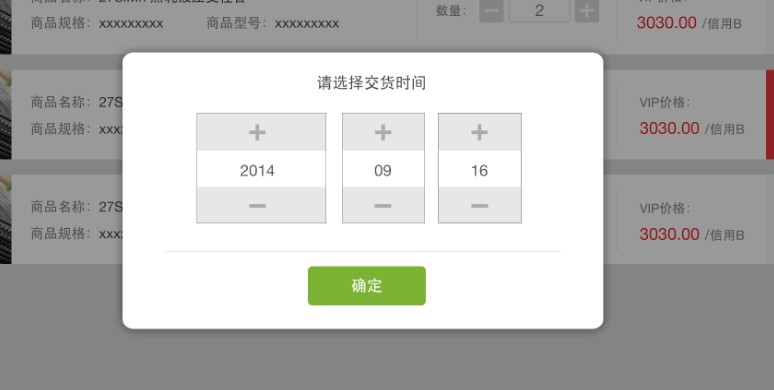 数量： － 2 ＋
商品规格：xxxxxxxxx 商品型号：xxxxxxxxx
3030.00 /信用B
请选择交货时间
商品名称：27S
VIP价格：
商品规格：xxx
3030.00 /信用B
＋ ＋ ＋
2014 09 16
－ － －
商品名称：27S
VIP价格：
商品规格：xxx
3030.00 /信用B
确定